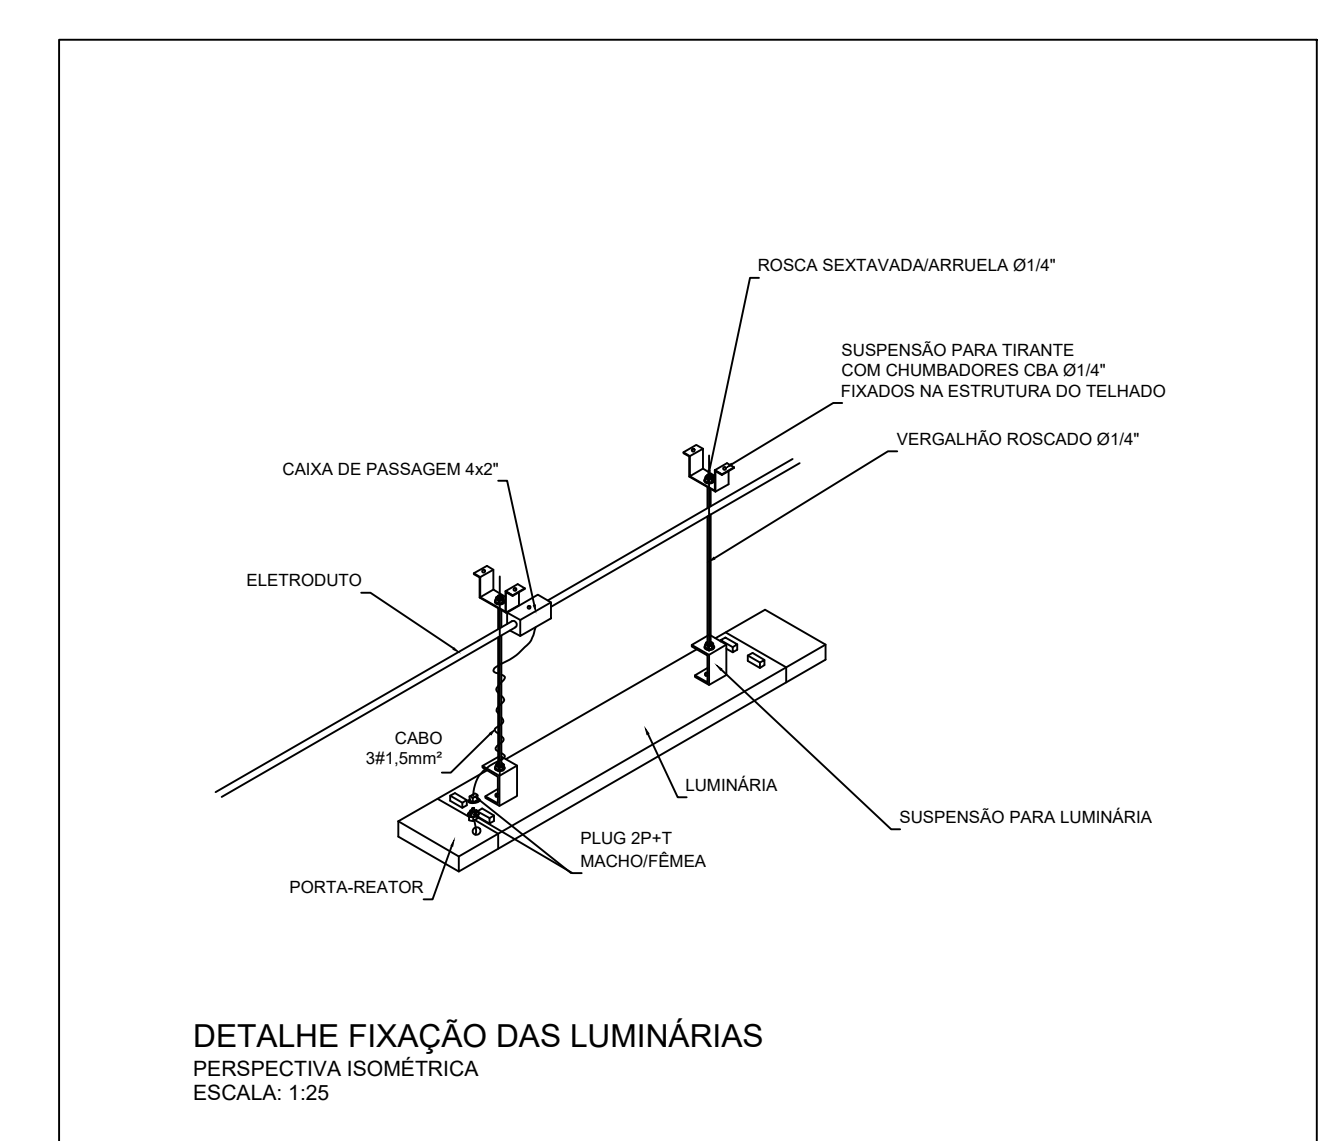 ROSCA SEXTAVADA/ARRUELA Ø1/4"
SUSPENSÃO PARA TIRANTE
COM CHUMBADORES CBA Ø1/4"
FIXADOS NA ESTRUTURA DO TELHADO
VERGALHÃO ROSCADO Ø1/4"
CAIXA DE PASSAGEM 4x2"
ELETRODUTO
CABO
3#1,5mm²
LUMINÁRIA
SUSPENSÃO PARA LUMINÁRIA
PLUG 2P+T
MACHO/FÊMEA
PORTA-REATOR
DETALHE FIXAÇÃO DAS LUMINÁRIAS
PERSPECTIVA ISOMÉTRICA
ESCALA: 1:25